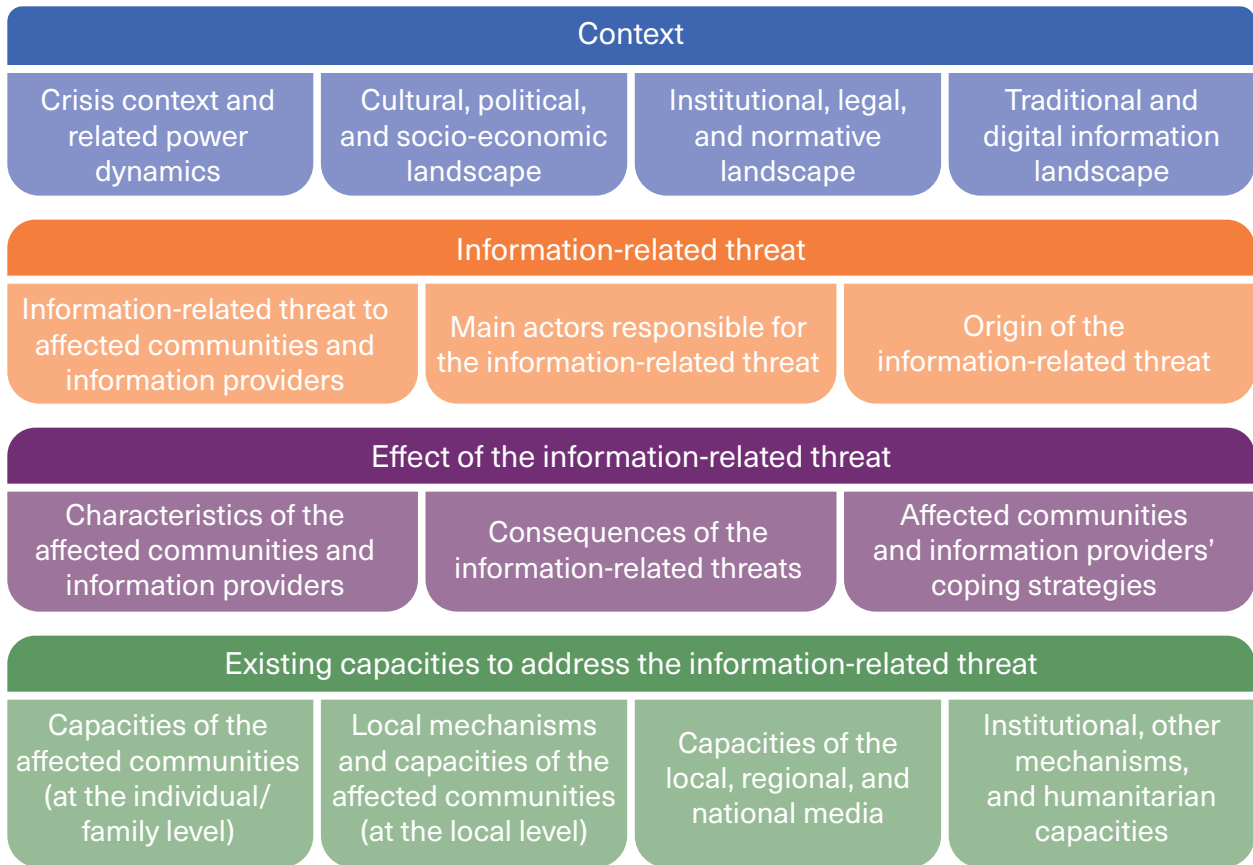 Context
Crisis context and
related power
dynamics
Cultural, political,
and socio-economic
landscape
Institutional, legal,
and normative
landscape
Traditional and
digital information
landscape
Information-related threat
Information-related threat to
affected communities and
information providers
Main actors responsible for
the information-related threat
Origin of the
information-related threat
Effect of the information-related threat
Characteristics of the
affected communities and
information providers
Consequences of the
information-related threats
Affected communities
and information providers’
coping strategies
Existing capacities to address the information-related threat
Capacities of the
affected communities
(at the individual/
family level)
Local mechanisms
and capacities of the
affected communities
(at the local level)
Capacities of the
local, regional, and
national media
Institutional, other
mechanisms,
and humanitarian
capacities